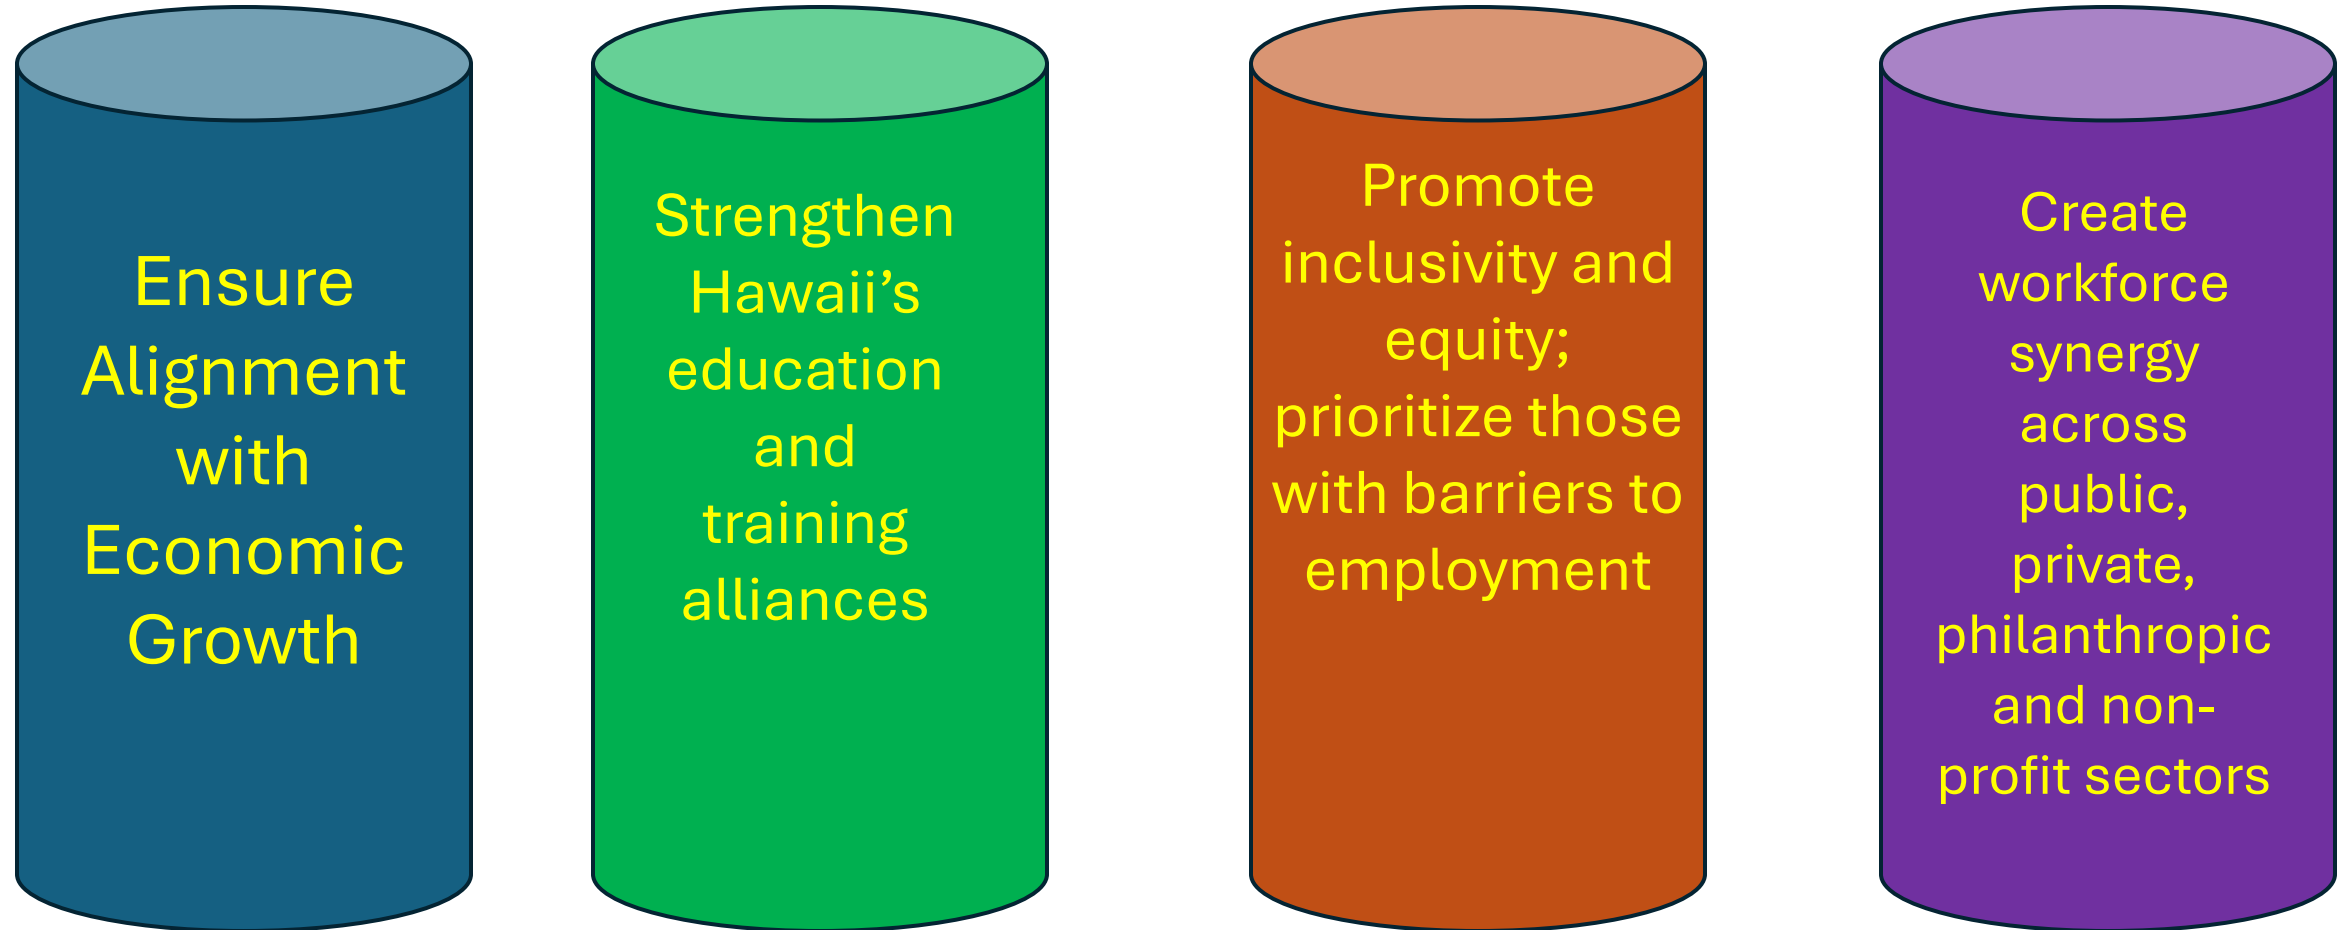 Ensure
Alignment
with
Economic
Growth
Strengthen
Hawaii’s
education
and
training
alliances
Promote
inclusivity and
equity;
prioritize those
with barriers to
employment
Create
workforce
synergy
across
public,
private,
philanthropic
and non-
profit sectors